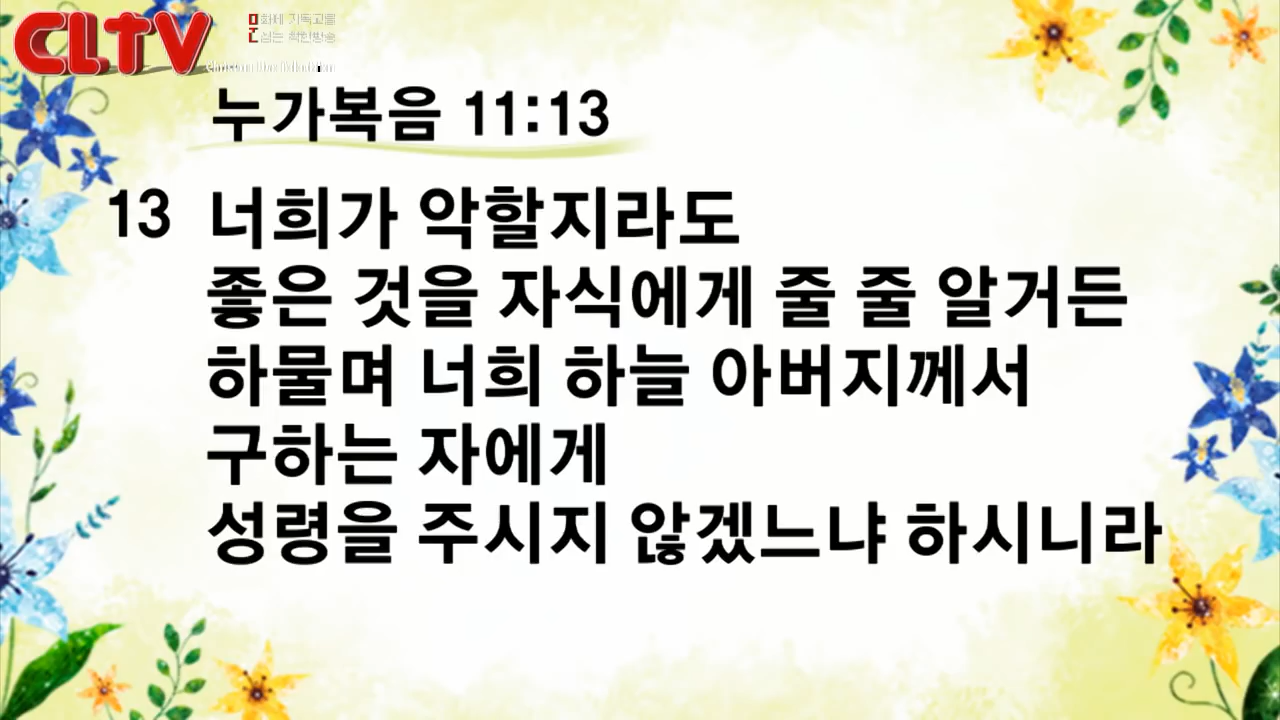 CLTV
누가복음 11:13
13 너희가 악할지라도
좋은 것을 자식에게 줄 줄 알거든
하물며 너희 하늘 아버지께서
구하는 자에게
성령을 주시지 않겠느냐 하시니라